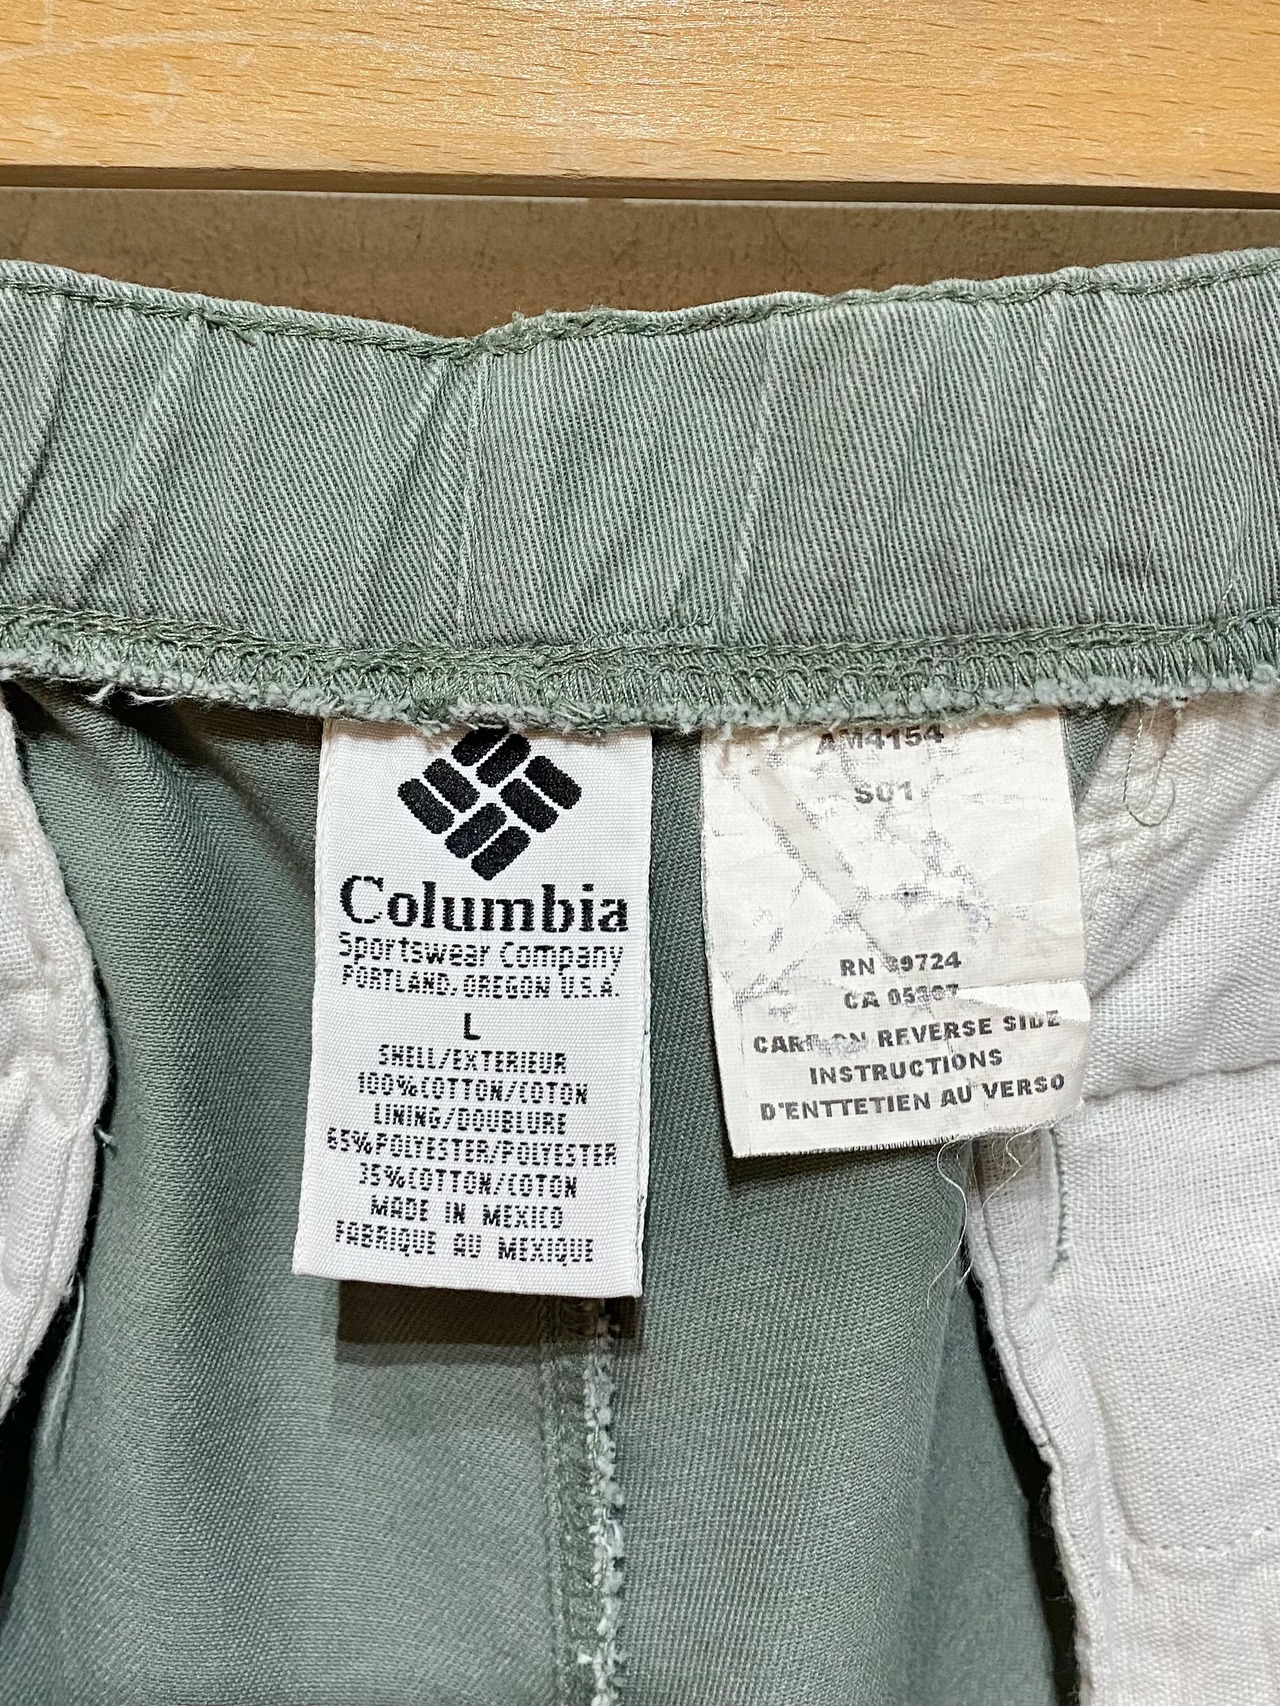 Columbia
Sportswear Company
PORTLAND, OREGON U.S.A.
L
SHELL/EXTERIEUR
100%COTTON/COTON
LINING/DOUBLURE
65%POLYESTER/POLYESTER
35%COTTON/COTON
MADE IN MEXICO
FABRIQUE AU MEXIQUE
AM4154
S01
RN
CA
ON REVERSE SIDE
INSTRUCTIONS
D'ENTTETIEN AU VERSO